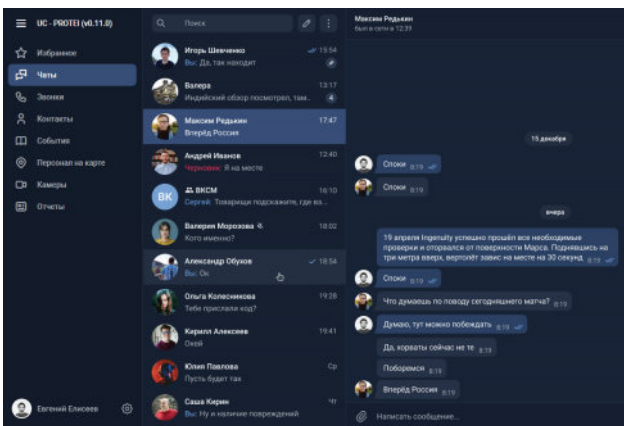 UC - PROTEI (v0.11.0)
Избранное
Чаты
Звонки
Контакты
События
Персонал на карте
Камеры
Отчеты
Евгений Елисеев
Поиск
Игорь Шевченко 15:54
Вы: Да, так находит
Валера 13:17
Индийский обзор посмотрел, там..
Максим Редькин 17:47
Вперёд Россия
Андрей Иванов 12:40
Черновик: Я на месте
ВК ВКСМ 16:10
Сергей: Товарищи подскажите, где ва...
Валерия Морозова 18:02
Кого именно?
Александр Обухов 18:54
Вы: Ок
Ольга Колесникова 19:28
Тебе прислали код?
Кирилл Алексеев 19:41
Окей
Юлия Павлова Ср
Пусть будет так
Саша Кирин Чт
Вы: Ну и наличие повреждений
Максим Редькин
был в сети в 12:39
15 декабря
Споки 8:19
Споки 8:19
вчера
19 апреля Ingenuity успешно прошёл все необходимые
проверки и оторвался от поверхности Марса. Поднявшись на
три метра вверх, вертолёт завис на месте на 30 секунд 8:19
Споки 8:19
Что думаешь по поводу сегодняшнего матча? 8:19
Думаю, тут можно побеждать 8:19
Да, хорваты сейчас не те 8:19
Поборемся 8:19
Вперёд Россия 8:19
Написать сообщение...